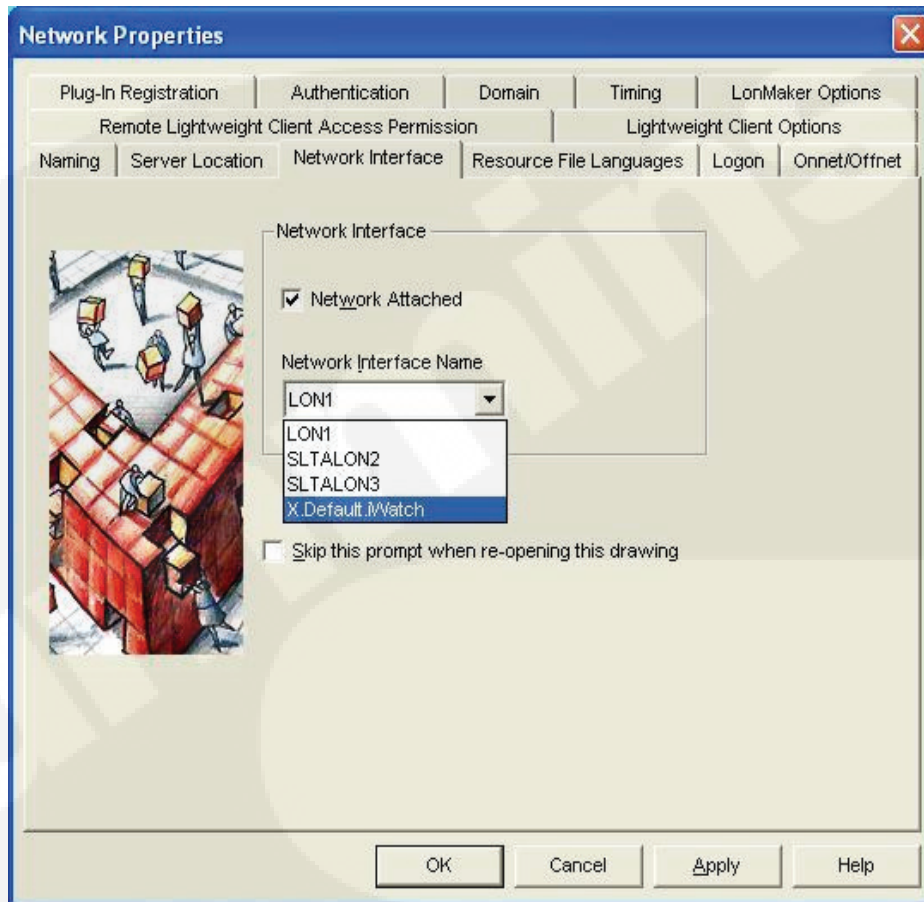 Network Properties
Plug-In Registration Authentication Domain Timing LonMaker Options
Remote Lightweight Client Access Permission Lightweight Client Options
Naming Server Location Network Interface Resource File Languages Logon Onnet/Offnet
Network Interface
Network Attached
Network Interface Name
LON1
LON1
SLTALON2
SLTALON3
X.Default.iWatch
Skip this prompt when re-opening this drawing
OK Cancel Apply Help